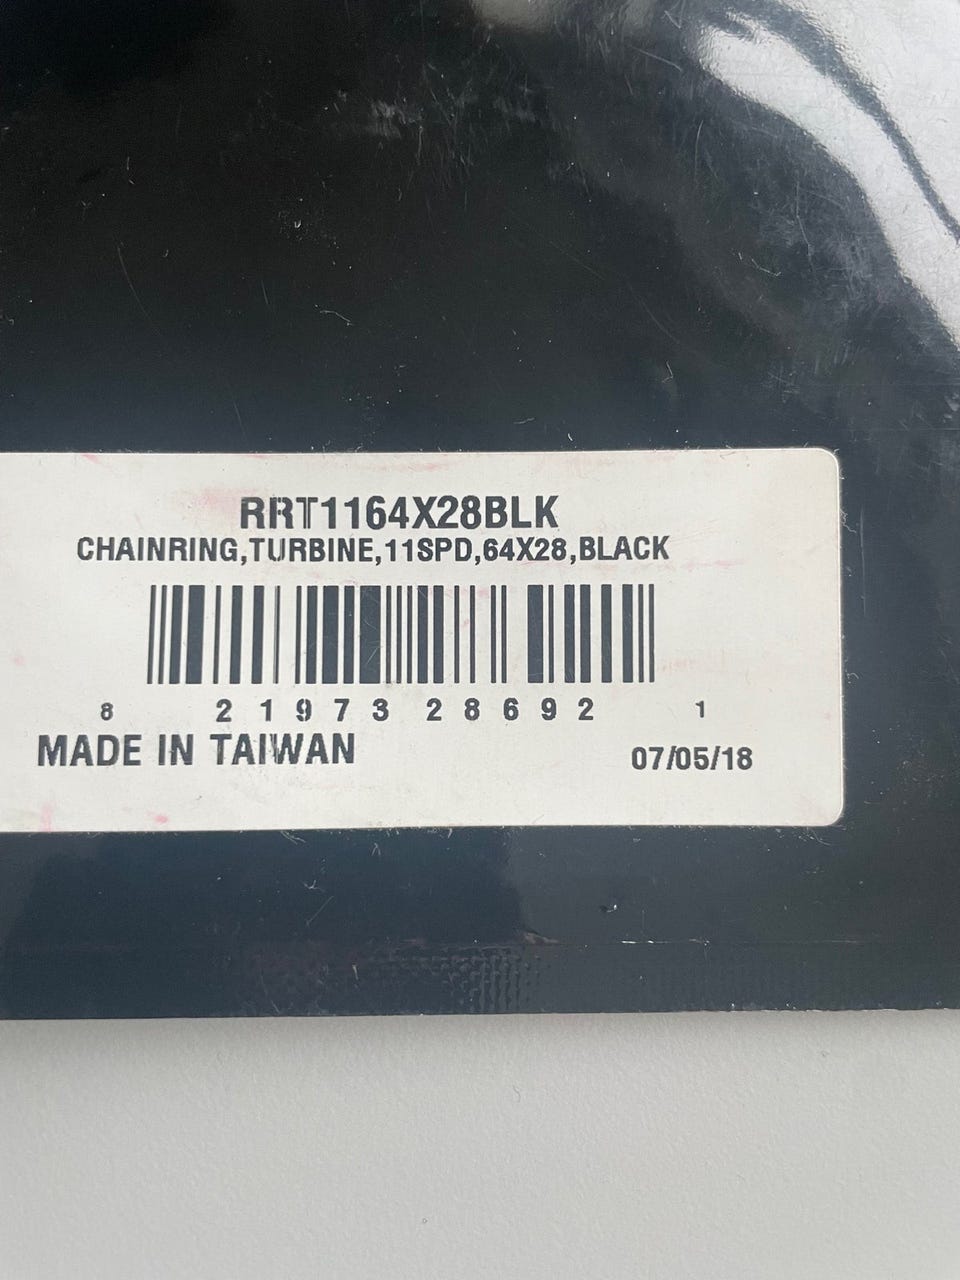 RRT1164X28BLK
CHAINRING,TURBINE,11SPD,64X28,BLACK
8 21973 28692 1
MADE IN TAIWAN 07/05/18